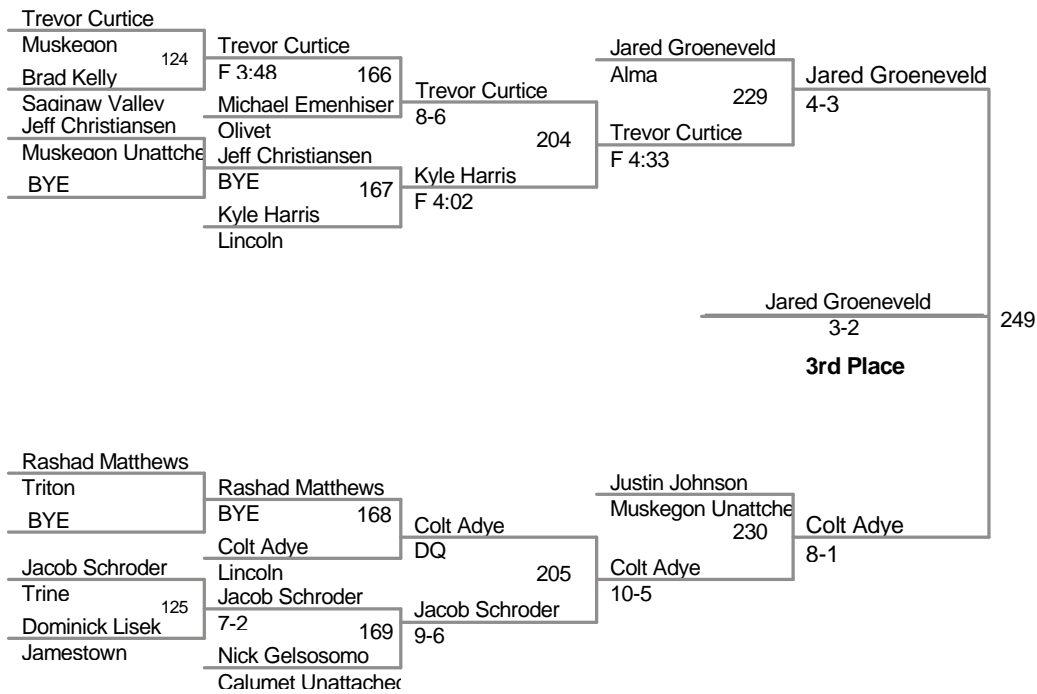 Trevor Curtice
Muskegon
124
Brad Kelly
Saginaw Valley
Jeff Christiansen
Muskegon Unattche
BYE
Trevor Curtice
F 3:48
166
Michael Emenhiser
Olivet
Jeff Christiansen
BYE
167
Kyle Harris
Lincoln
Trevor Curtice
8-6
204
Kyle Harris
F 4:02
Jared Groeneveld
Alma
229
Trevor Curtice
F 4:33
Jared Groeneveld
4-3
Jared Groeneveld
3-2
249
3rd Place
Rashad Matthews
Triton
BYE
Jacob Schroder
Trine
125
Dominick Lisek
Jamestown
Rashad Matthews
BYE
168
Colt Adye
Lincoln
Jacob Schroder
7-2
169
Nick Gelsosomo
Calumet Unattached
Colt Adye
DQ
205
Jacob Schroder
9-6
Justin Johnson
Muskegon Unattche
230
Colt Adye
10-5
Colt Adye
8-1